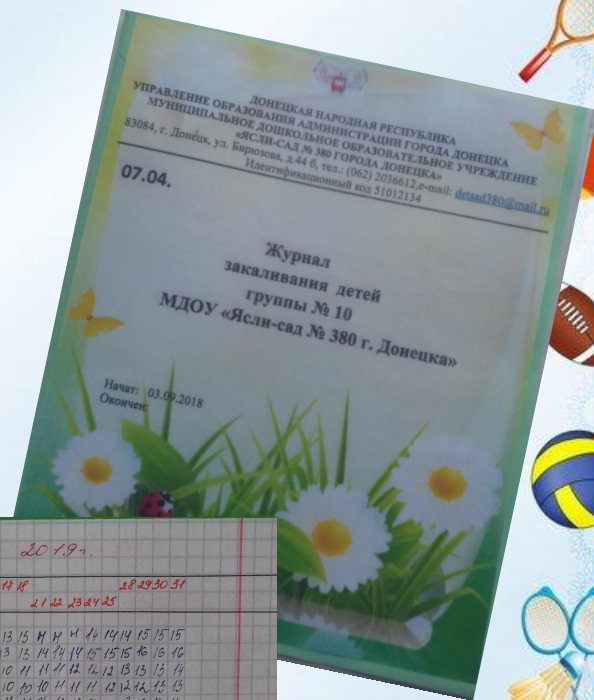 ДОНЕЦКАЯ НАРОДНАЯ РЕСПУБЛИКА
УПРАВЛЕНИЕ ОБРАЗОВАНИЯ АДМИНИСТРАЦИИ ГОРОДА ДОНЕЦКА
МУНИЦИПАЛЬНОЕ ДОШКОЛЬНОЕ ОБРАЗОВАТЕЛЬНОЕ УЧРЕЖДЕНИЕ
«ЯСЛИ-САД № 380 ГОРОДА ДОНЕЦКА»
83084, г. Донецк, ул. Бирюзова, д.44 б, тел.: (062) 2036612,e-mail: detsad380@mail.ru
Идентификационный код 51012134
07.04.
Журнал
закаливания детей
группы № 10
МДОУ «Ясли-сад № 380 г. Донецка»
Начат: 03.09.2018
Окончен:
2019г.
17 18 28 29 30 31
21 22 23 24 25
13 13 н н н 14 14 14 15 15 15
13 13 14 14 14 15 15 15 16 16 16
10 11 11 11 12 12 12 13 13 13 14
10 10 10 11 11 11 12 12 12 13 13